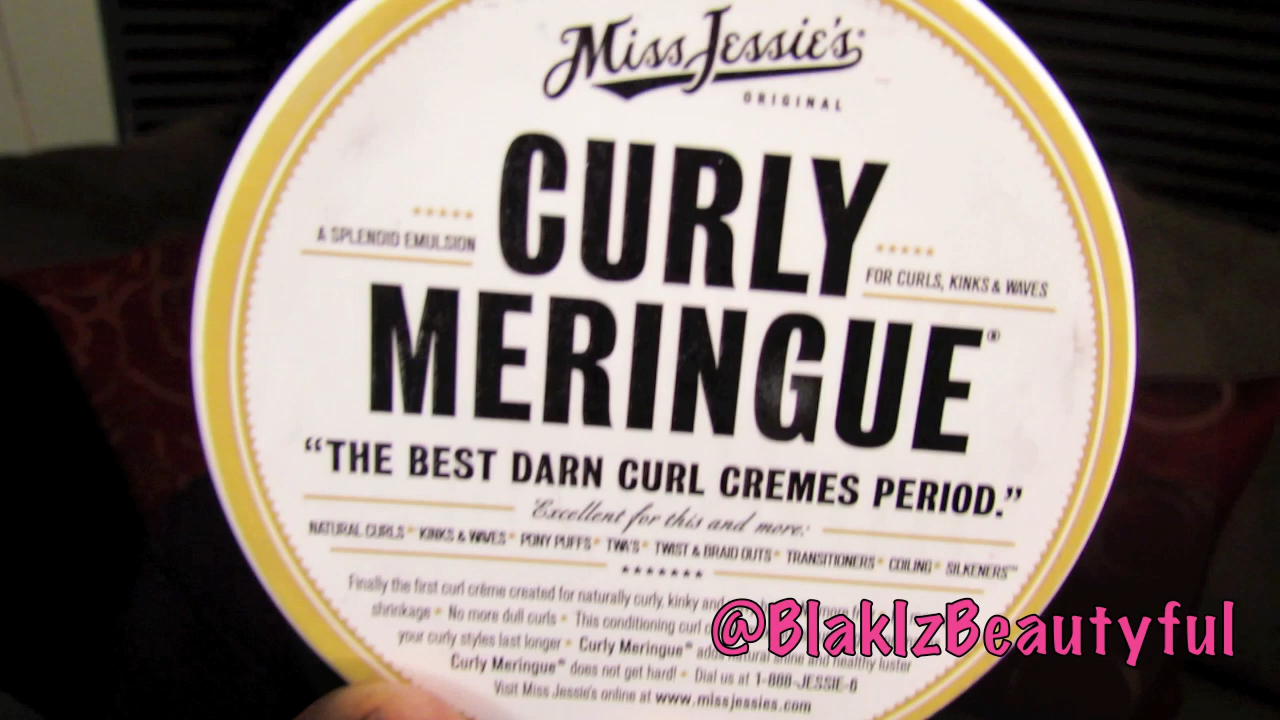 Miss Jessie's
ORIGINAL
CURLY
A SPLENDID EMULSION
FOR CURLS, KINKS & WAVES
MERINGUE®
"THE BEST DARN CURL CREMES PERIOD."
Excellent for this and more:
NATURAL CURLS * KINKS & WAVES * PONY PUFFS * TWA'S * TWIST & BRAID OUTS * TRANSITIONERS * COILING * SILKENERS™
Finally the first curl crème created for naturally curly, kinky and
shrinkage * No more dull curls * This conditioning curl
your curly styles last longer * Curly Meringue® adds natural shine and healthy luster
Curly Meringue® does not get hard! * Dial us at 1-888-JESSIE-6
Visit Miss Jessie's online at www.missjessies.com
@BlakIzBeautyful